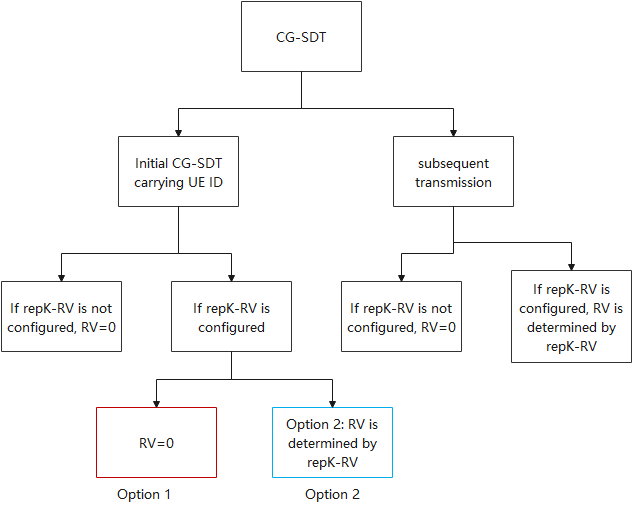 CG-SDT
Initial CG-SDT
carrying UE ID
subsequent
transmission
If repK-RV is not
configured, RV=0
If repK-RV is
configured
If repK-RV is not
configured, RV=0
If repK-RV is
configured, RV is
determined by
repK-RV
RV=0
Option 2: RV is
determined by
repK-RV
Option 1
Option 2